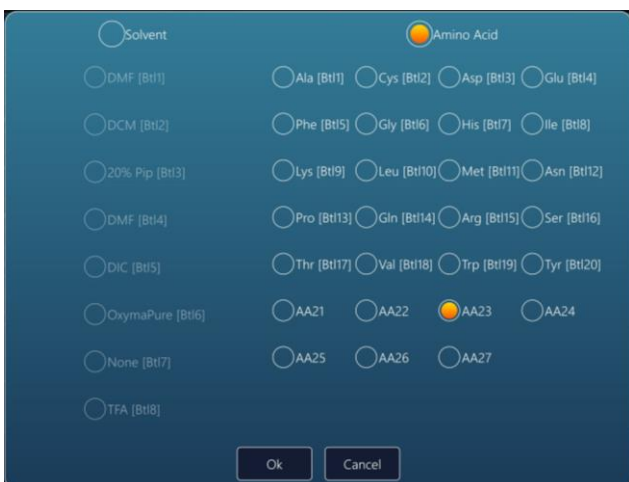 Solvent Amino Acid
DMF [Btl1] Ala [Btl1] Cys [Btl2] Asp [Btl3] Glu [Btl4]
DCM [Btl2] Phe [Btl5] Gly [Btl6] His [Btl7] Ile [Btl8]
20% Pip [Btl3] Lys [Btl9] Leu [Btl10] Met [Btl11] Asn [Btl12]
DMF [Btl4] Pro [Btl13] Gln [Btl14] Arg [Btl15] Ser [Btl16]
DIC [Btl5] Thr [Btl17] Val [Btl18] Trp [Btl19] Tyr [Btl20]
OxymaPure [Btl6] AA21 AA22 AA23 AA24
None [Btl7] AA25 AA26 AA27
TFA [Btl8]
Ok Cancel